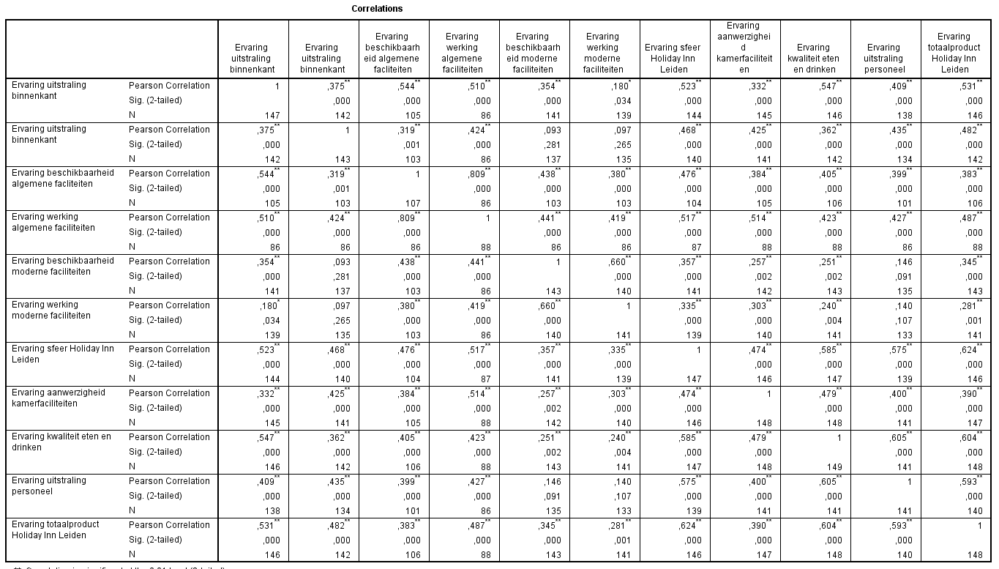 Correlations
Ervaring uitstraling binnenkant
Ervaring uitstraling binnenkant
Ervaring beschikbaarh eid algemene facliteiten
Ervaring werking algemene faciliteiten
Ervaring beschikbaarh eid moderne faciliteiten
Ervaring werking moderne faciliteiten
Ervaring sfeer Holiday Inn Leiden
Ervaring aanwerzighei d kamerfaciliteit en
Ervaring kwaliteit eten en drinken
Ervaring uitstraling personeel
Ervaring totaalproduct Holiday Inn Leiden
Ervaring uitstraling binnenkant
Pearson Correlation 1 ,375** ,544** ,510** ,354** ,180* ,523** ,332** ,547** ,409** ,531**
Sig. (2-tailed) ,000 ,000 ,000 ,000 ,034 ,000 ,000 ,000 ,000 ,000
N 147 142 105 86 141 139 144 145 146 138 146
Ervaring uitstraling binnenkant
Pearson Correlation ,375** 1 ,319** ,424** ,093 ,097 ,468** ,425** ,362** ,435** ,482**
Sig. (2-tailed) ,000 ,001 ,000 ,281 ,265 ,000 ,000 ,000 ,000 ,000
N 142 143 103 86 137 135 140 141 142 134 142
Ervaring beschikbaarheid algemene facliteiten
Pearson Correlation ,544** ,319** 1 ,809** ,438** ,380** ,476** ,384** ,405** ,399** ,383**
Sig. (2-tailed) ,000 ,001 ,000 ,000 ,000 ,000 ,000 ,000 ,000 ,000
N 105 103 107 86 103 103 104 105 106 101 106
Ervaring werking algemene faciliteiten
Pearson Correlation ,510** ,424** ,809** 1 ,441** ,419** ,517** ,514** ,423** ,427** ,487**
Sig. (2-tailed) ,000 ,000 ,000 ,000 ,000 ,000 ,000 ,000 ,000 ,000
N 86 86 86 88 86 86 87 88 88 86 88
Ervaring beschikbaarheid moderne faciliteiten
Pearson Correlation ,354** ,093 ,438** ,441** 1 ,660** ,357** ,257** ,251** ,146 ,345**
Sig. (2-tailed) ,000 ,281 ,000 ,000 ,000 ,000 ,002 ,002 ,091 ,000
N 141 137 103 86 143 140 141 142 143 135 143
Ervaring werking moderne faciliteiten
Pearson Correlation ,180* ,097 ,380** ,419** ,660** 1 ,335** ,303** ,240** ,140 ,281**
Sig. (2-tailed) ,034 ,265 ,000 ,000 ,000 ,000 ,000 ,004 ,107 ,001
N 139 135 103 86 140 141 139 140 141 133 141
Ervaring sfeer Holiday Inn Leiden
Pearson Correlation ,523** ,468** ,476** ,517** ,357** ,335** 1 ,474** ,585** ,575** ,624**
Sig. (2-tailed) ,000 ,000 ,000 ,000 ,000 ,000 ,000 ,000 ,000 ,000
N 144 140 104 87 141 139 147 146 147 139 146
Ervaring aanwerzigheid kamerfaciliteiten
Pearson Correlation ,332** ,425** ,384** ,514** ,257** ,303** ,474** 1 ,479** ,400** ,390**
Sig. (2-tailed) ,000 ,000 ,000 ,000 ,002 ,000 ,000 ,000 ,000 ,000
N 145 141 105 88 142 140 146 148 148 141 147
Ervaring kwaliteit eten en drinken
Pearson Correlation ,547** ,362** ,405** ,423** ,251** ,240** ,585** ,479** 1 ,605** ,604**
Sig. (2-tailed) ,000 ,000 ,000 ,000 ,002 ,004 ,000 ,000 ,000 ,000
N 146 142 106 88 143 141 147 148 149 141 148
Ervaring uitstraling personeel
Pearson Correlation ,409** ,435** ,399** ,427** ,146 ,140 ,575** ,400** ,605** 1 ,593**
Sig. (2-tailed) ,000 ,000 ,000 ,000 ,091 ,107 ,000 ,000 ,000 ,000
N 138 134 101 86 135 133 139 141 141 141 140
Ervaring totaalproduct Holiday Inn Leiden
Pearson Correlation ,531** ,482** ,383** ,487** ,345** ,281** ,624** ,390** ,604** ,593** 1
Sig. (2-tailed) ,000 ,000 ,000 ,000 ,000 ,001 ,000 ,000 ,000 ,000
N 146 142 106 88 143 141 146 147 148 140 148